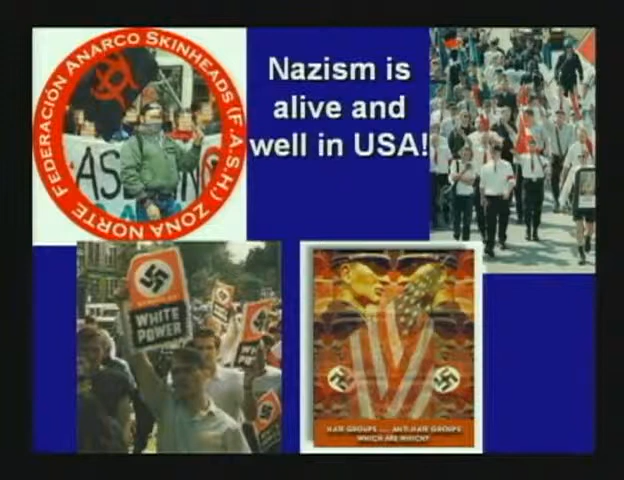 FEDERACIÓN ANARCO SKINHEADS (F.A.S.H.) ZONA NORTE
Nazism is
alive and
well in USA!
WHITE
POWER
HATE GROUPS .... ANTI-HATE GROUPS
WHICH ARE WHICH?